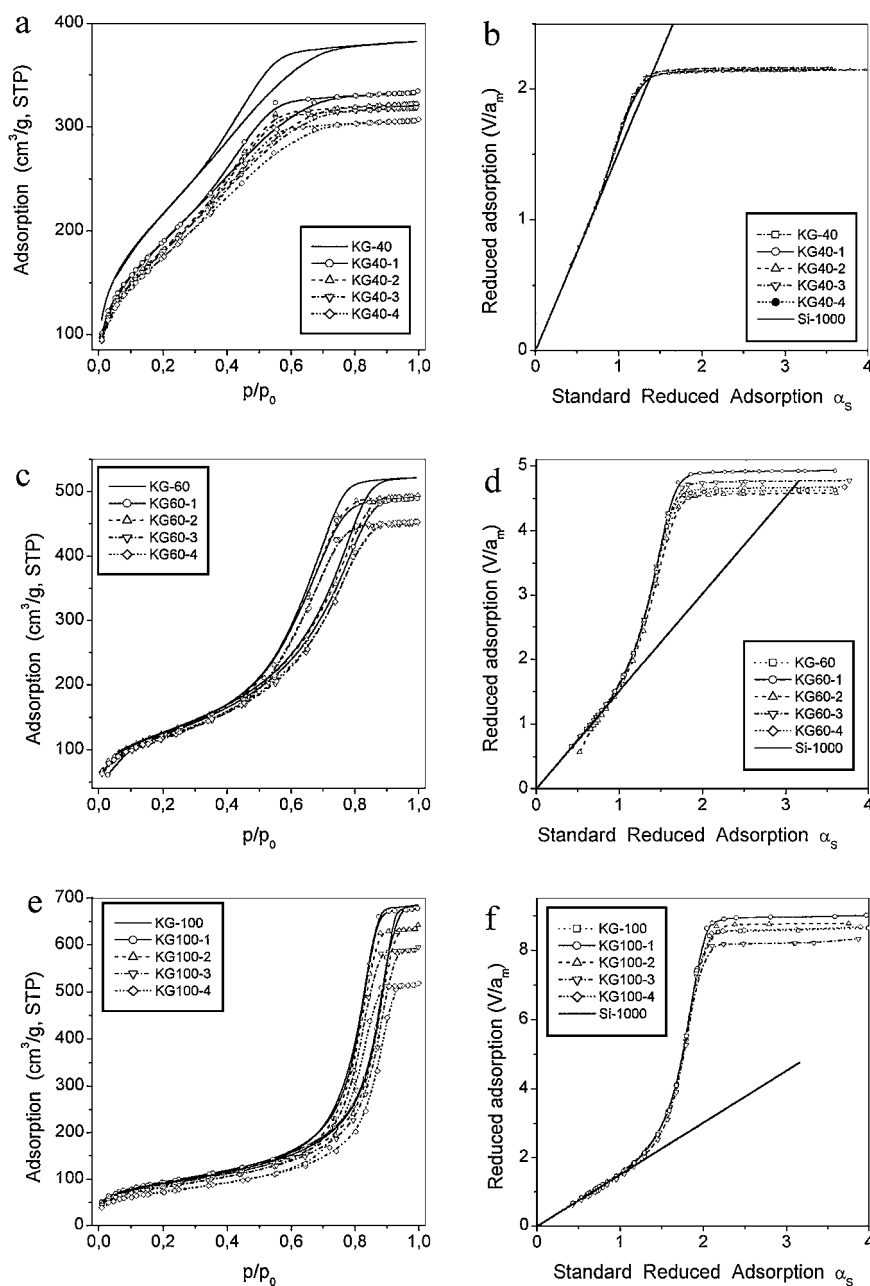 a
400
300
200
100
0,0 0,2 0,4 0,6 0,8 1,0
Adsorption (cm³/g, STP)
p/p₀
KG-40
KG40-1
KG40-2
KG40-3
KG40-4
b
2
1
0
0 1 2 3 4
Reduced adsorption (V/aₘ)
Standard Reduced Adsorption αₛ
KG-40
KG40-1
KG40-2
KG40-3
KG40-4
Si-1000
c
500
400
300
200
100
0,0 0,2 0,4 0,6 0,8 1,0
Adsorption (cm³/g, STP)
p/p₀
KG-60
KG60-1
KG60-2
KG60-3
KG60-4
d
5
4
3
2
1
0
0 1 2 3 4
Reduced adsorption (V/aₘ)
Standard Reduced Adsorption αₛ
KG-60
KG60-1
KG60-2
KG60-3
KG60-4
Si-1000
e
700
600
500
400
300
200
100
0
0,0 0,2 0,4 0,6 0,8 1,0
Adsorption (cm³/g, STP)
p/p₀
KG-100
KG100-1
KG100-2
KG100-3
KG100-4
f
8
6
4
2
0
0 1 2 3 4
Reduced adsorption (V/aₘ)
Standard Reduced Adsorption αₛ
KG-100
KG100-1
KG100-2
KG100-3
KG100-4
Si-1000